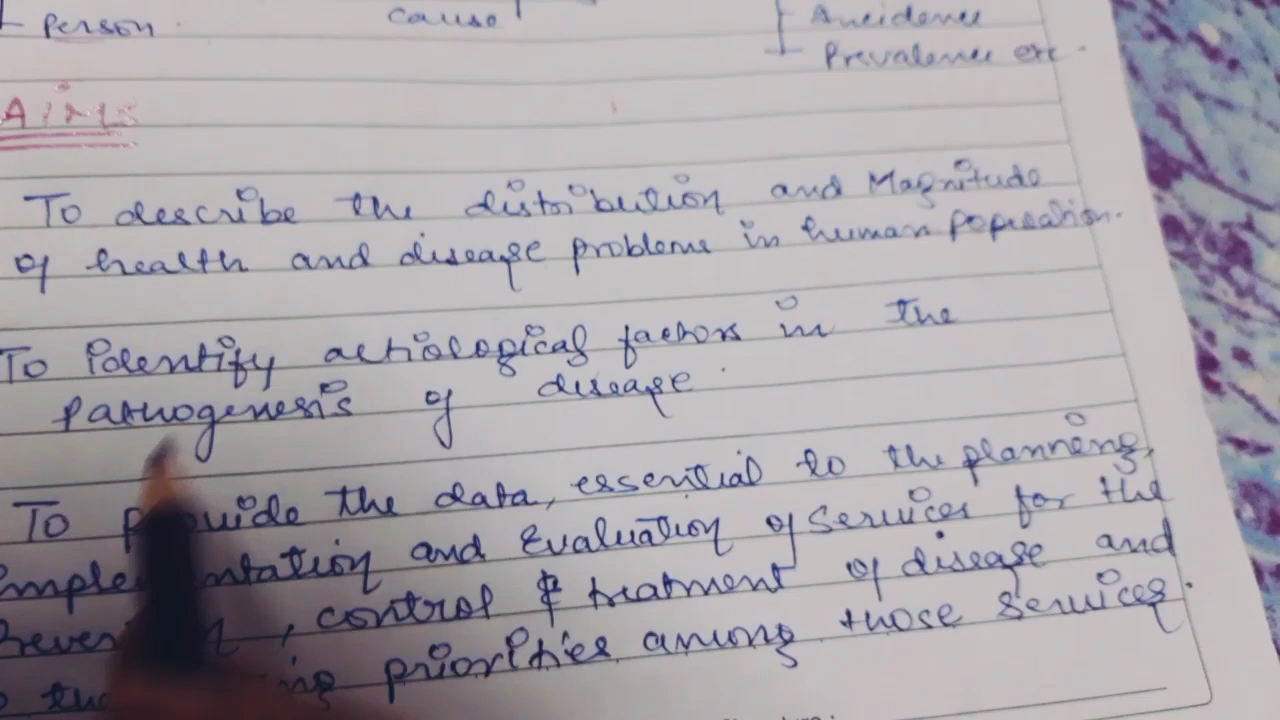 Person.
cause
Ancidence
Prevalence etc.
Aims
To describe the distribution and Magnitude
of health and disease problems in human population.
To identify aetiological factors in the
pathogenesis of disease.
To provide the data, essential to the planning,
implementation and Evaluation of services for the
control & treatment of disease and
priorities among those services.